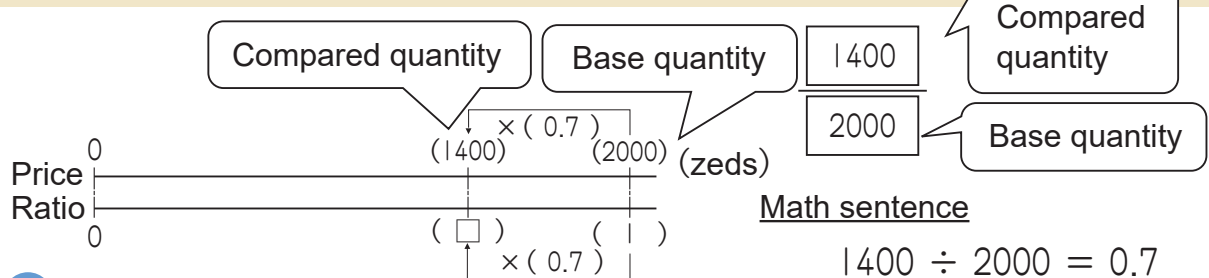 Compared quantity
Base quantity
1400
2000
Compared
quantity
Base quantity
× ( 0.7 )
0
(1400)
(2000)
(zeds)
Price
Ratio
0
( □ )
( 1 )
× ( 0.7 )
Math sentence
1400 ÷ 2000 = 0.7